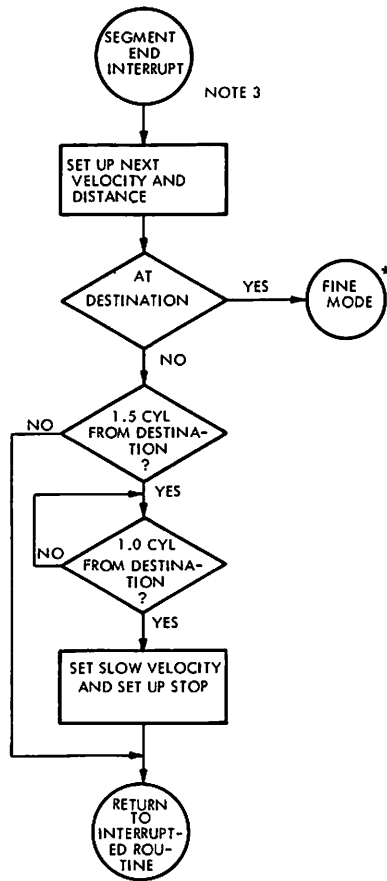 SEGMENT
END
INTERRUPT
NOTE 3
SET UP NEXT
VELOCITY AND
DISTANCE
AT
DESTINATION
YES
FINE
MODE
*
NO
NO
1.5 CYL
FROM DESTINA-
TION
?
YES
NO
1.0 CYL
FROM DESTINA-
TION
?
YES
SET SLOW VELOCITY
AND SET UP STOP
RETURN
TO
INTERRUPT-
ED ROU-
TINE